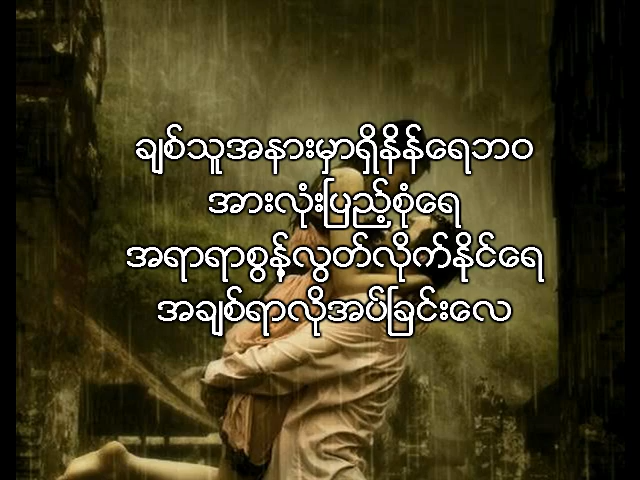 ချစ်သူအနားမှာရှိနိန်ရေဘဝ
အားလုံးပြည့်စုံရေ
အရာရာစွန့်လွှတ်လိုက်နိုင်ရေ
အချစ်ရာလိုအပ်ခြင်းလေ